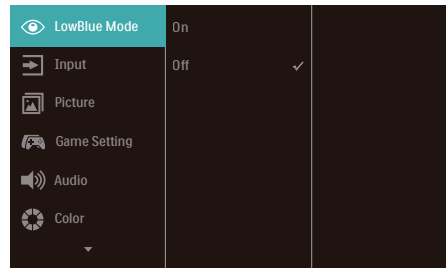 LowBlue Mode
On
Input
Off
Picture
Game Setting
Audio
Color